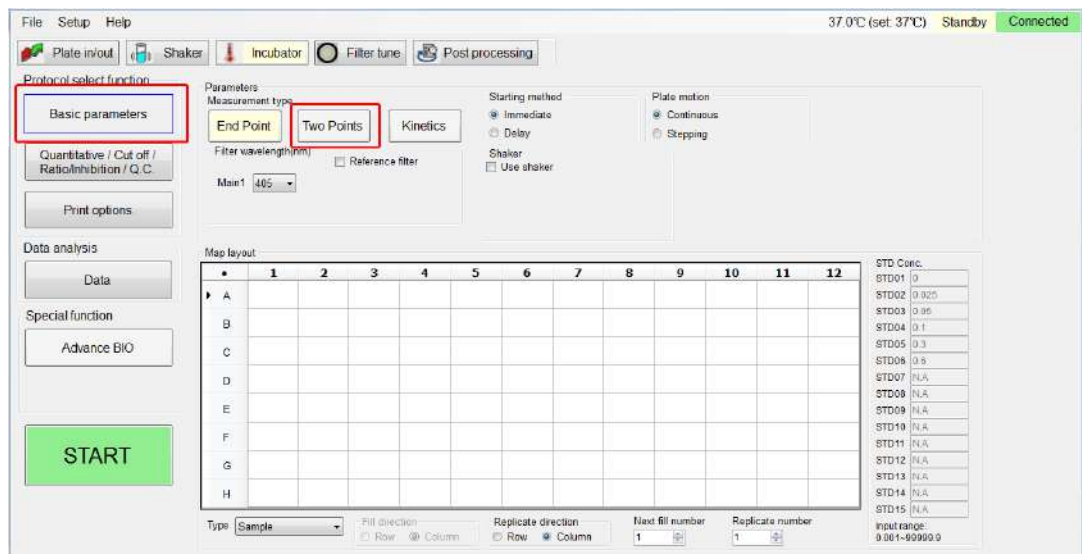 File Setup Help 37.0℃ (set: 37℃) Standby Connected
Plate in/out Shaker Incubator Filter tune Post processing
Protocol select function
Basic parameters
Quantitative / Cut off /
Ratio/Inhibition / Q.C.
Print options
Data analysis
Data
Special function
Advance BIO
START
Parameters
Measurement type
End Point Two Points Kinetics
Filter wavelength(nm)
Reference filter
Main1 405
Starting method
Immediate
Delay
Shaker
Use shaker
Plate motion
Continuous
Stepping
Map layout
1 2 3 4 5 6 7 8 9 10 11 12
A
B
C
D
E
F
G
H
STD Conc.
STD01 0
STD02 0.025
STD03 0.05
STD04 0.1
STD05 0.3
STD06 0.6
STD07 N.A
STD08 N.A
STD09 N.A
STD10 N.A
STD11 N.A
STD12 N.A
STD13 N.A
STD14 N.A
STD15 N.A
Input range:
0.001~99999.9
Type Sample
Fill direction
Row Column
Replicate direction
Row Column
Next fill number
1
Replicate number
1